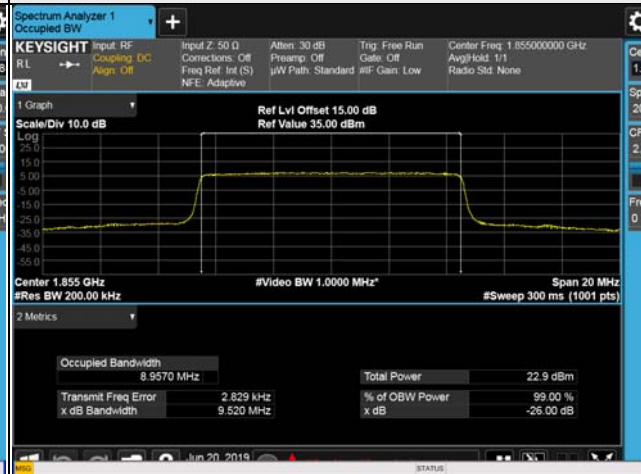 Spectrum Analyzer 1
Occupied BW
KEYSIGHT
RL
LXI
Input: RF
Coupling: DC
Align: Off
Input Z: 50 Ω
Corrections: Off
Freq Ref: Int (S)
NFE: Adaptive
Atten: 30 dB
Preamp: Off
µW Path: Standard
Trig: Free Run
Gate: Off
#IF Gain: Low
Center Freq: 1.855000000 GHz
Avg|Hold: 1/1
Radio Std: None
1 Graph
Scale/Div 10.0 dB
Ref Lvl Offset 15.00 dB
Ref Value 35.00 dBm
Log
25.0
15.0
5.00
-5.00
-15.0
-25.0
-35.0
-45.0
-55.0
Center 1.855 GHz
#Video BW 1.0000 MHz*
Span 20 MHz
#Res BW 200.00 kHz
#Sweep 300 ms (1001 pts)
2 Metrics
Occupied Bandwidth
8.9570 MHz
Total Power 22.9 dBm
Transmit Freq Error 2.829 kHz
% of OBW Power 99.00 %
x dB Bandwidth 9.520 MHz
x dB -26.00 dB
Jun 20, 2019
MSG
STATUS